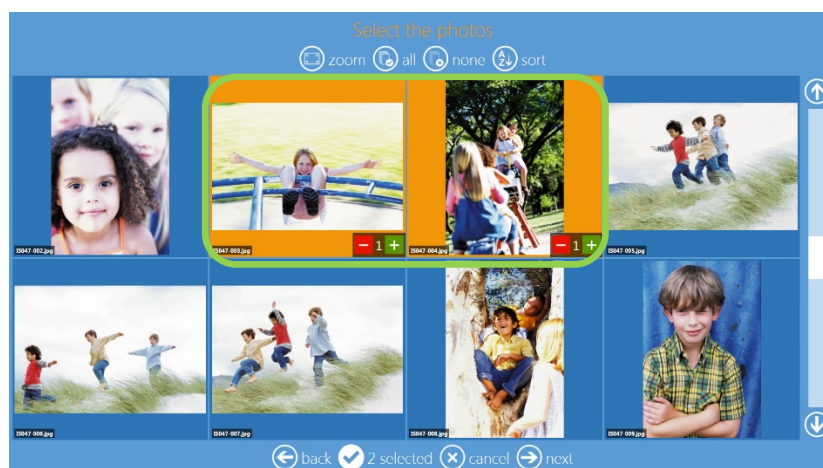 Select the photos
zoom all none sort
IS047-002.jpg
IS047-003.jpg
1
IS047-004.jpg
1
IS047-005.jpg
IS047-006.jpg
IS047-007.jpg
IS047-008.jpg
IS047-009.jpg
back 2 selected cancel next